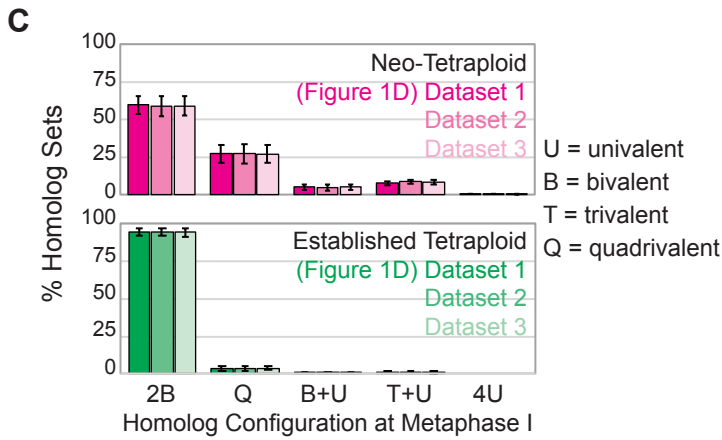 C
100
75
50
25
0
Neo-Tetraploid
(Figure 1D) Dataset 1
Dataset 2
Dataset 3
100
75
50
25
0
Established Tetraploid
(Figure 1D) Dataset 1
Dataset 2
Dataset 3
% Homolog Sets
2B Q B+U T+U 4U
Homolog Configuration at Metaphase I
U = univalent
B = bivalent
T = trivalent
Q = quadrivalent